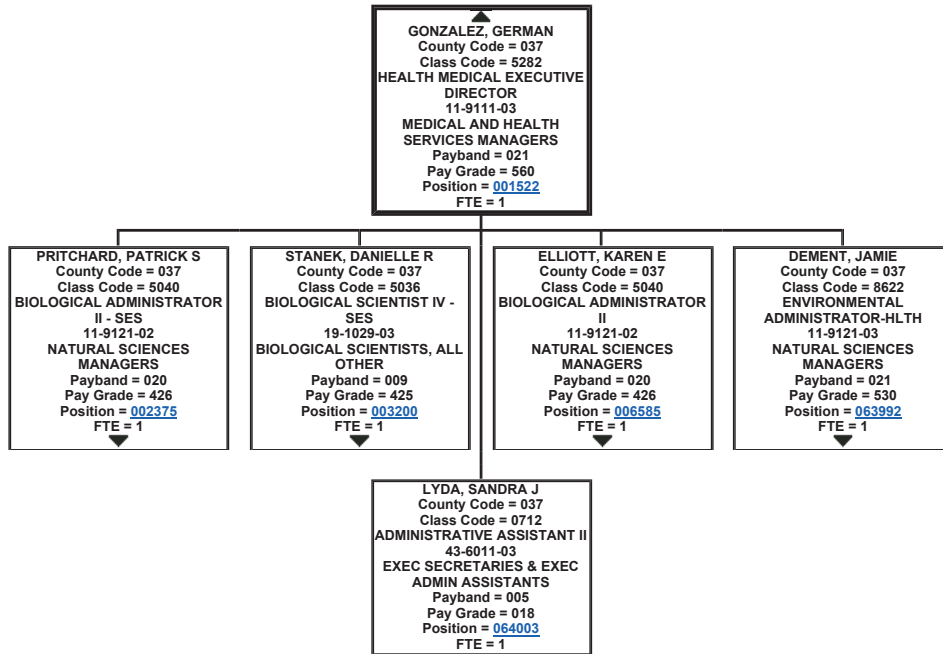 GONZALEZ, GERMAN
County Code = 037
Class Code = 5282
HEALTH MEDICAL EXECUTIVE
DIRECTOR
11-9111-03
MEDICAL AND HEALTH
SERVICES MANAGERS
Payband = 021
Pay Grade = 560
Position = 001522
FTE = 1
PRITCHARD, PATRICK S
County Code = 037
Class Code = 5040
BIOLOGICAL ADMINISTRATOR
II - SES
11-9121-02
NATURAL SCIENCES
MANAGERS
Payband = 020
Pay Grade = 426
Position = 002375
FTE = 1
STANEK, DANIELLE R
County Code = 037
Class Code = 5036
BIOLOGICAL SCIENTIST IV -
SES
19-1029-03
BIOLOGICAL SCIENTISTS, ALL
OTHER
Payband = 009
Pay Grade = 425
Position = 003200
FTE = 1
ELLIOTT, KAREN E
County Code = 037
Class Code = 5040
BIOLOGICAL ADMINISTRATOR
II
11-9121-02
NATURAL SCIENCES
MANAGERS
Payband = 020
Pay Grade = 426
Position = 006585
FTE = 1
DEMENT, JAMIE
County Code = 037
Class Code = 8622
ENVIRONMENTAL
ADMINISTRATOR-HLTH
11-9121-03
NATURAL SCIENCES
MANAGERS
Payband = 021
Pay Grade = 530
Position = 063992
FTE = 1
LYDA, SANDRA J
County Code = 037
Class Code = 0712
ADMINISTRATIVE ASSISTANT II
43-6011-03
EXEC SECRETARIES & EXEC
ADMIN ASSISTANTS
Payband = 005
Pay Grade = 018
Position = 064003
FTE = 1